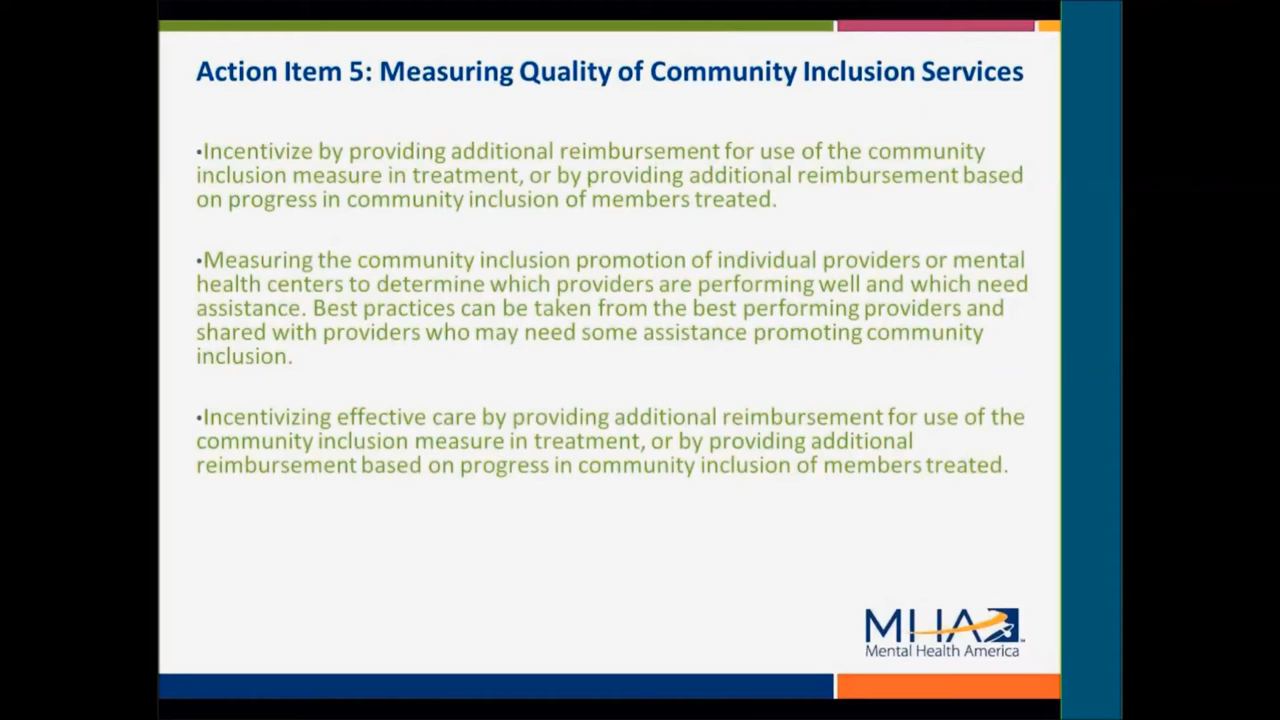 Action Item 5: Measuring Quality of Community Inclusion Services
•Incentivize by providing additional reimbursement for use of the community
inclusion measure in treatment, or by providing additional reimbursement based
on progress in community inclusion of members treated.
•Measuring the community inclusion promotion of individual providers or mental
health centers to determine which providers are performing well and which need
assistance. Best practices can be taken from the best performing providers and
shared with providers who may need some assistance promoting community
inclusion.
•Incentivizing effective care by providing additional reimbursement for use of the
community inclusion measure in treatment, or by providing additional
reimbursement based on progress in community inclusion of members treated.
MHA
Mental Health America